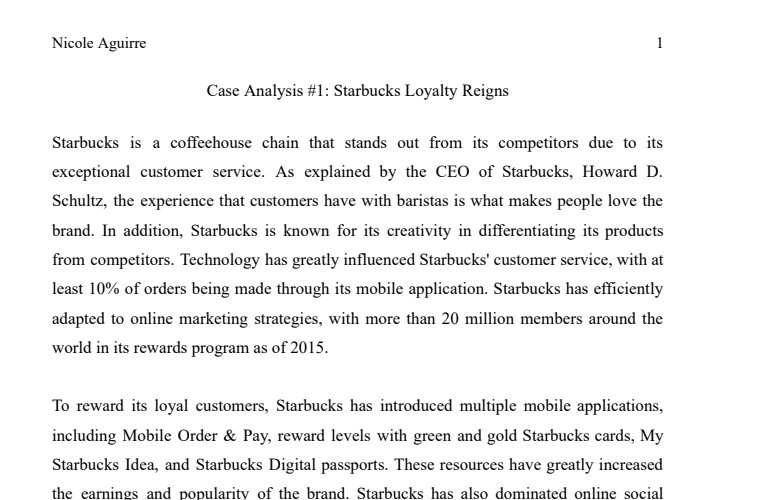 Nicole Aguirre 1
Case Analysis #1: Starbucks Loyalty Reigns
Starbucks is a coffeehouse chain that stands out from its competitors due to its
exceptional customer service. As explained by the CEO of Starbucks, Howard D.
Schultz, the experience that customers have with baristas is what makes people love the
brand. In addition, Starbucks is known for its creativity in differentiating its products
from competitors. Technology has greatly influenced Starbucks' customer service, with at
least 10% of orders being made through its mobile application. Starbucks has efficiently
adapted to online marketing strategies, with more than 20 million members around the
world in its rewards program as of 2015.
To reward its loyal customers, Starbucks has introduced multiple mobile applications,
including Mobile Order & Pay, reward levels with green and gold Starbucks cards, My
Starbucks Idea, and Starbucks Digital passports. These resources have greatly increased
the earnings and popularity of the brand. Starbucks has also dominated online social